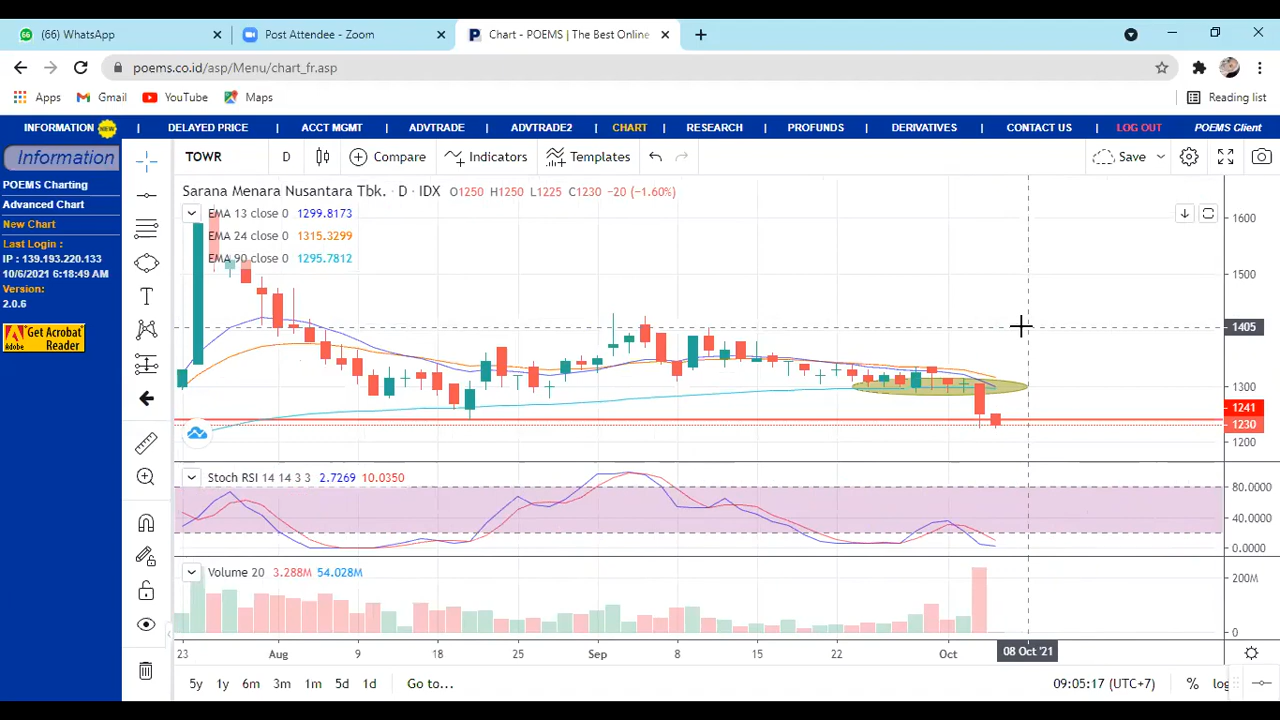 (66) WhatsApp
Post Attendee - Zoom
Chart - POEMS | The Best Online
poems.co.id/asp/Menu/chart_fr.asp
Apps Gmail YouTube Maps Reading list
INFORMATION NEW | DELAYED PRICE | ACCT MGMT | ADVTRADE | ADVTRADE2 | CHART | RESEARCH | PROFUNDS | DERIVATIVES | CONTACT US | LOG OUT POEMS Client
Information
POEMS Charting
Advanced Chart
New Chart
Last Login :
IP : 139.193.220.133
10/6/2021 6:18:49 AM
Version:
2.0.6
Get Acrobat
Reader
Adobe
TOWR D Compare Indicators Templates Save
Sarana Menara Nusantara Tbk. · D · IDX O1250 H1250 L1225 C1230 −20 (−1.60%)
EMA 13 close 0 1299.8173
EMA 24 close 0 1315.3299
EMA 90 close 0 1295.7812
1600
1500
1405
1300
1241
1230
1200
Stoch RSI 14 14 3 3 2.7269 10.0350
80.0000
40.0000
0.0000
Volume 20 3.288M 54.028M
200M
0
23 Aug 9 18 25 Sep 8 15 22 Oct 08 Oct '21
5y 1y 6m 3m 1m 5d 1d Go to... 09:05:17 (UTC+7) % log